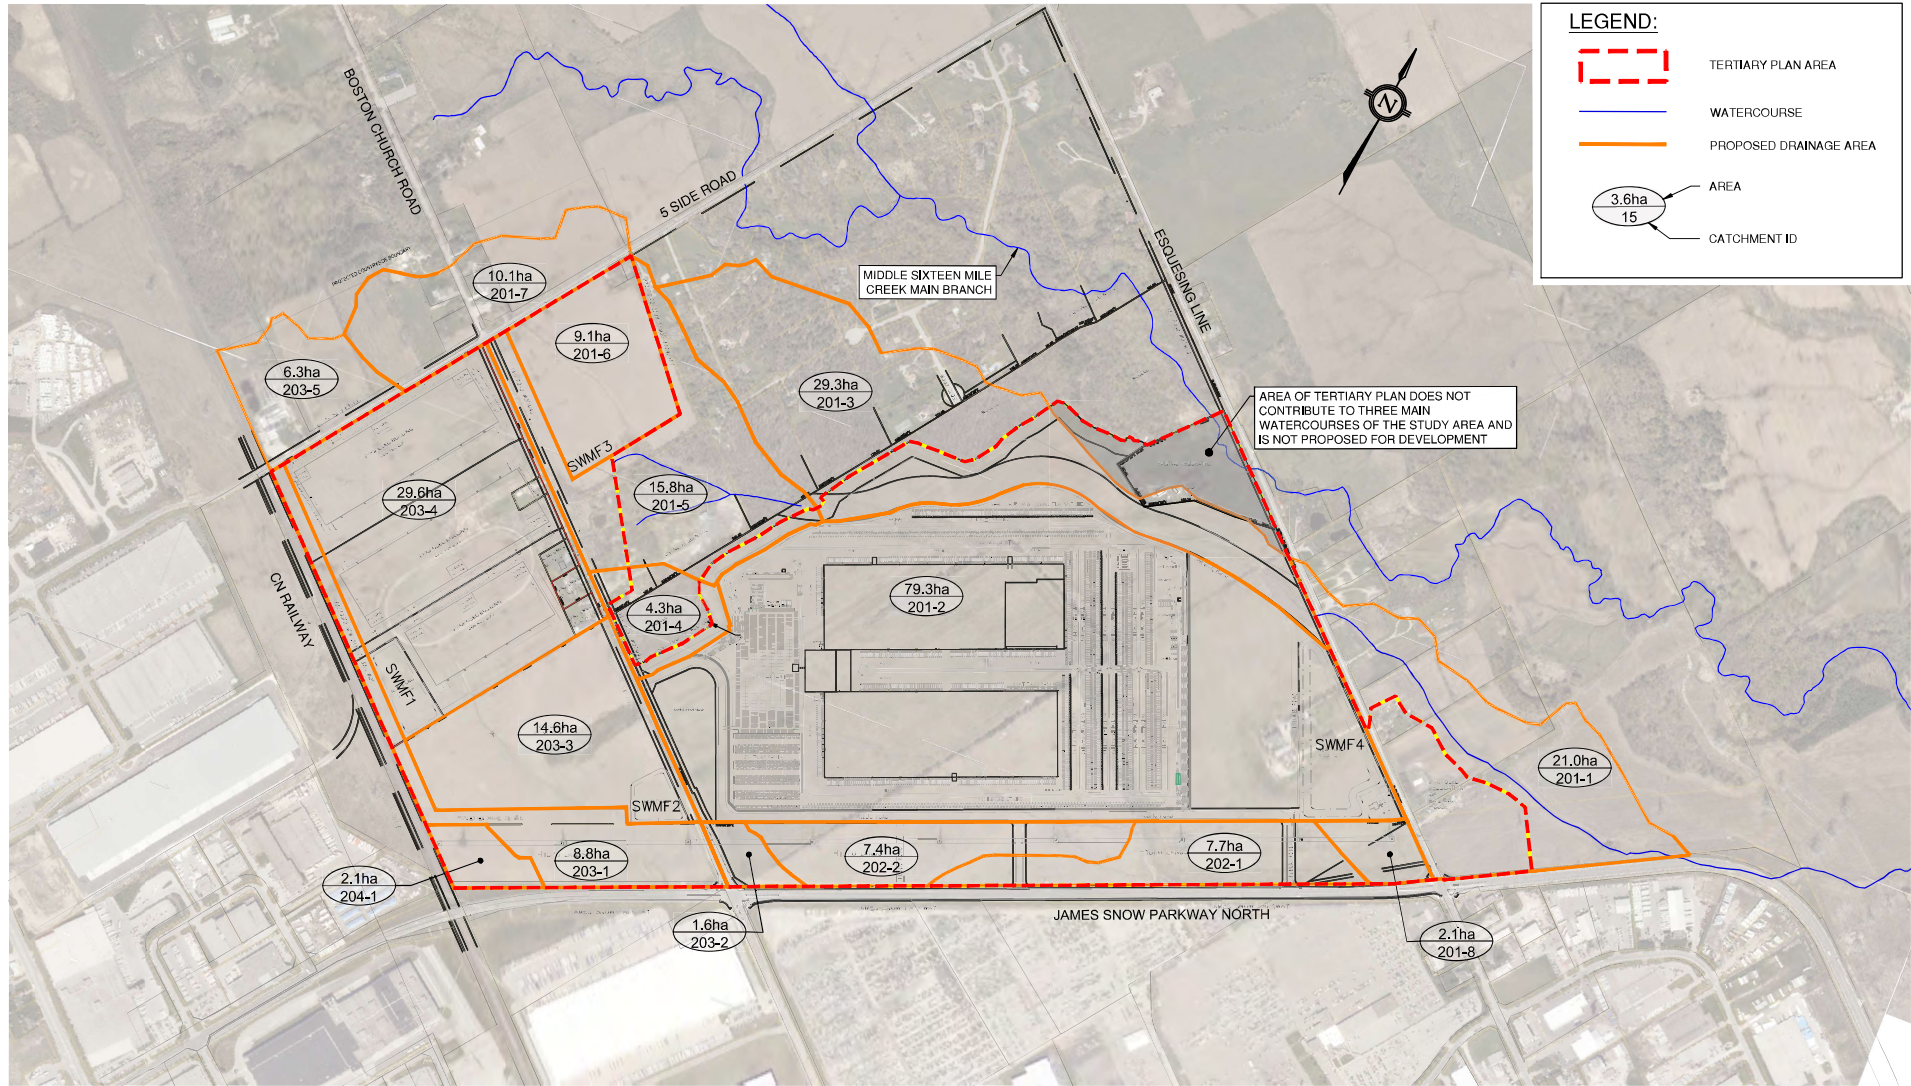 LEGEND:
TERTIARY PLAN AREA
WATERCOURSE
PROPOSED DRAINAGE AREA
3.6ha
15
AREA
CATCHMENT ID
BOSTON CHURCH ROAD
5 SIDE ROAD
N
ESQUESING LINE
PROTECTED COUNTRYSIDE BOUNDARY
10.1ha
201-7
MIDDLE SIXTEEN MILE
CREEK MAIN BRANCH
9.1ha
201-6
6.3ha
203-5
29.3ha
201-3
AREA OF TERTIARY PLAN DOES NOT
CONTRIBUTE TO THREE MAIN
WATERCOURSES OF THE STUDY AREA AND
IS NOT PROPOSED FOR DEVELOPMENT
SWMF3
29.6ha
203-4
15.8ha
201-5
CN RAILWAY
79.3ha
201-2
4.3ha
201-4
SWMF1
14.6ha
203-3
SWMF4
21.0ha
201-1
SWMF2
8.8ha
203-1
7.4ha
202-2
7.7ha
202-1
2.1ha
204-1
1.6ha
203-2
JAMES SNOW PARKWAY NORTH
2.1ha
201-8